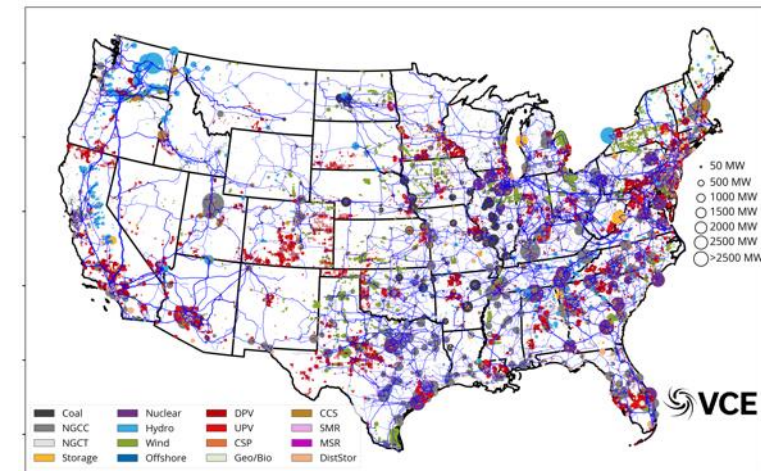 50 MW
500 MW
1000 MW
1500 MW
2000 MW
2500 MW
>2500 MW
VCE
Coal Nuclear DPV CCS
NGCC Hydro UPV SMR
NGCT Wind CSP MSR
Storage Offshore Geo/Bio DistStor